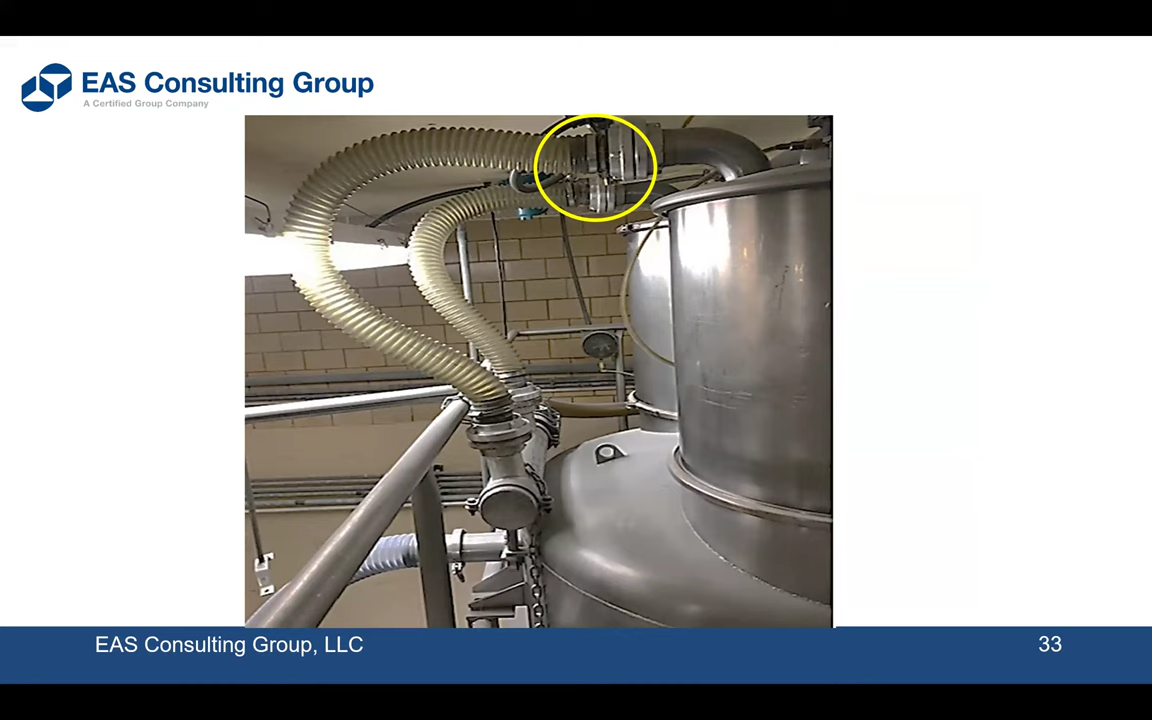 EAS Consulting Group
A Certified Group Company
EAS Consulting Group, LLC
33